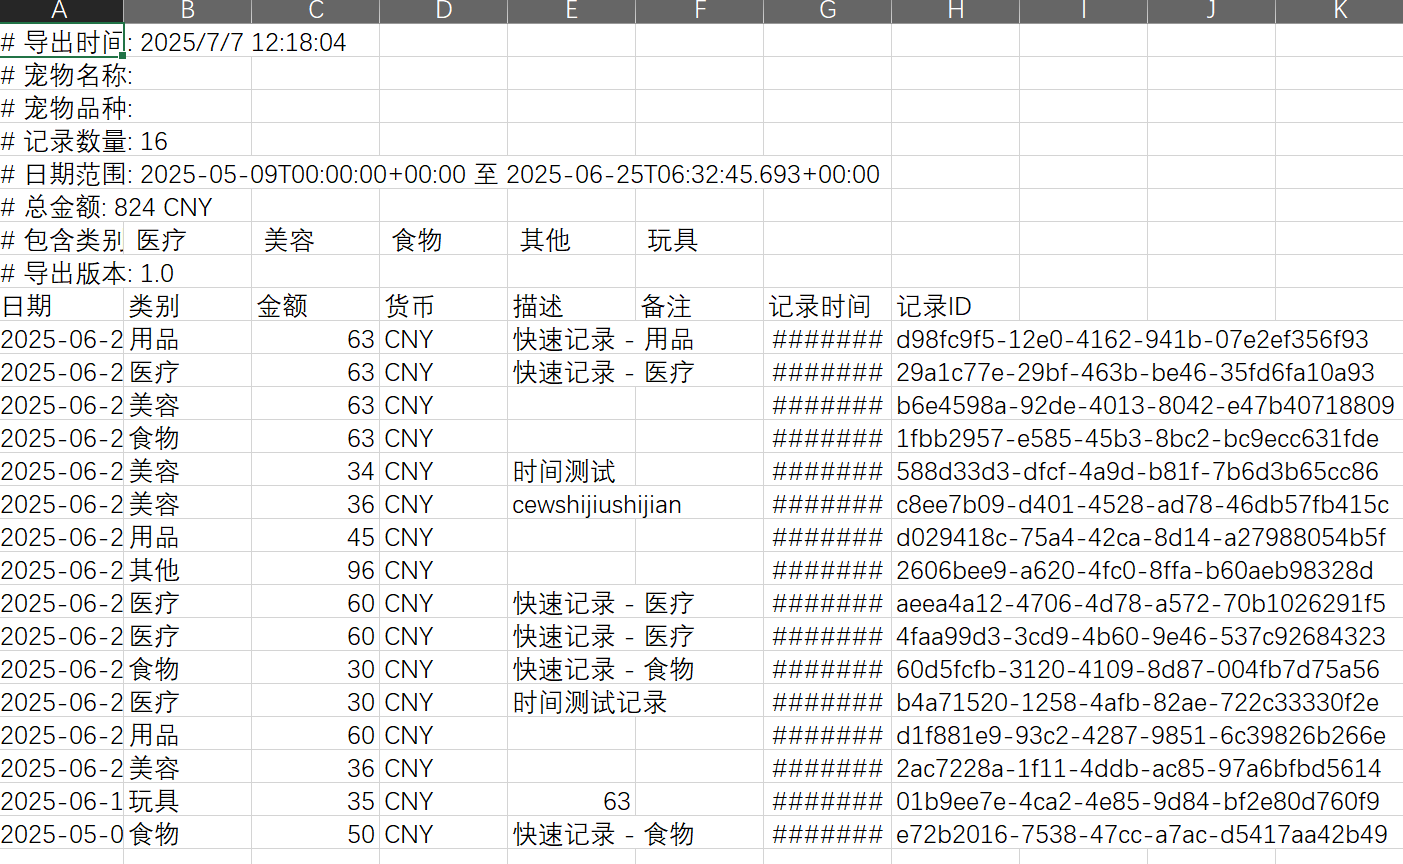 A B C D E F G H I J K
# 导出时间: 2025/7/7 12:18:04
# 宠物名称:
# 宠物品种:
# 记录数量: 16
# 日期范围: 2025-05-09T00:00:00+00:00 至 2025-06-25T06:32:45.693+00:00
# 总金额: 824 CNY
# 包含类别 医疗 美容 食物 其他 玩具
# 导出版本: 1.0
日期 类别 金额 货币 描述 备注 记录时间 记录ID
2025-06-2 用品 63 CNY 快速记录 - 用品 ####### d98fc9f5-12e0-4162-941b-07e2ef356f93
2025-06-2 医疗 63 CNY 快速记录 - 医疗 ####### 29a1c77e-29bf-463b-be46-35fd6fa10a93
2025-06-2 美容 63 CNY ####### b6e4598a-92de-4013-8042-e47b40718809
2025-06-2 食物 63 CNY ####### 1fbb2957-e585-45b3-8bc2-bc9ecc631fde
2025-06-2 美容 34 CNY 时间测试 ####### 588d33d3-dfcf-4a9d-b81f-7b6d3b65cc86
2025-06-2 美容 36 CNY cewshijiushijian ####### c8ee7b09-d401-4528-ad78-46db57fb415c
2025-06-2 用品 45 CNY ####### d029418c-75a4-42ca-8d14-a27988054b5f
2025-06-2 其他 96 CNY ####### 2606bee9-a620-4fc0-8ffa-b60aeb98328d
2025-06-2 医疗 60 CNY 快速记录 - 医疗 ####### aeea4a12-4706-4d78-a572-70b1026291f5
2025-06-2 医疗 60 CNY 快速记录 - 医疗 ####### 4faa99d3-3cd9-4b60-9e46-537c92684323
2025-06-2 食物 30 CNY 快速记录 - 食物 ####### 60d5fcfb-3120-4109-8d87-004fb7d75a56
2025-06-2 医疗 30 CNY 时间测试记录 ####### b4a71520-1258-4afb-82ae-722c33330f2e
2025-06-2 用品 60 CNY ####### d1f881e9-93c2-4287-9851-6c39826b266e
2025-06-2 美容 36 CNY ####### 2ac7228a-1f11-4ddb-ac85-97a6bfbd5614
2025-06-1 玩具 35 CNY 63 ####### 01b9ee7e-4ca2-4e85-9d84-bf2e80d760f9
2025-05-0 食物 50 CNY 快速记录 - 食物 ####### e72b2016-7538-47cc-a7ac-d5417aa42b49